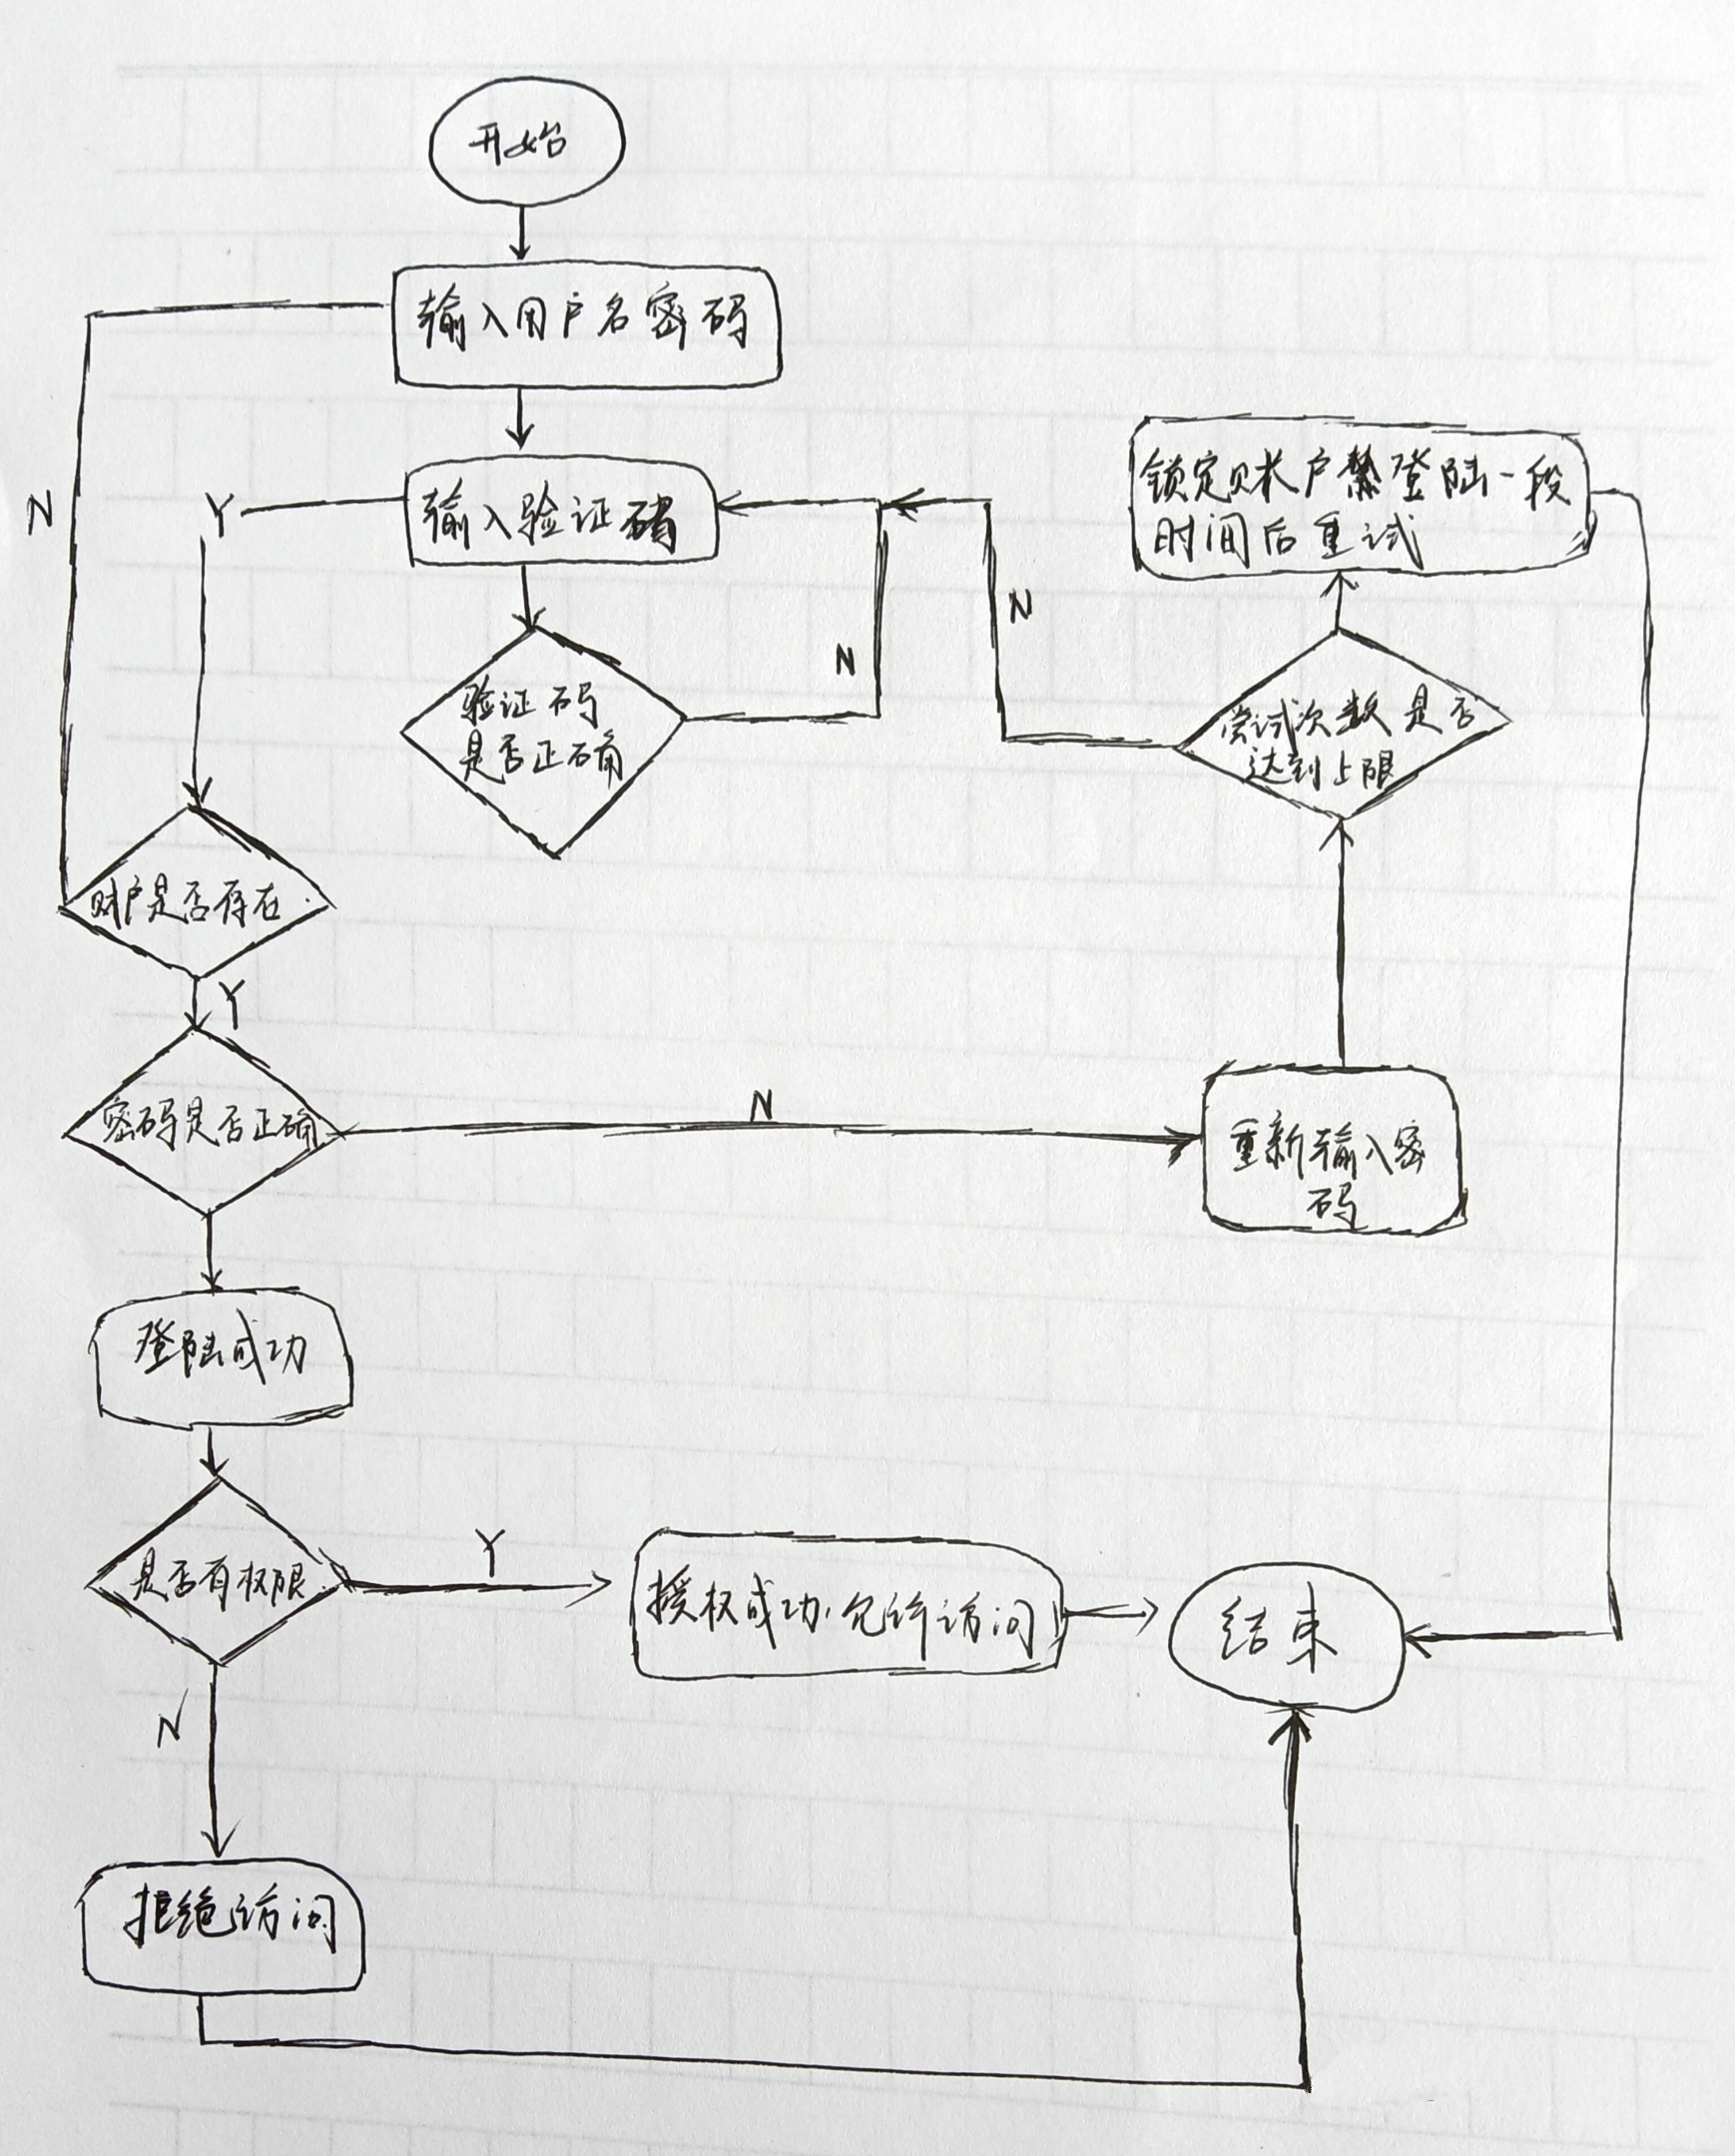 开始
输入用户名密码
N
Y
输入验证码
锁定账户禁登陆一段
时间后重试
N
N
验证码
是否正确
尝试次数是否
达到上限
账户是否存在
Y
密码是否正确
N
重新输入密
码
登陆成功
是否有权限
Y
授权成功,允许访问
结束
N
拒绝访问